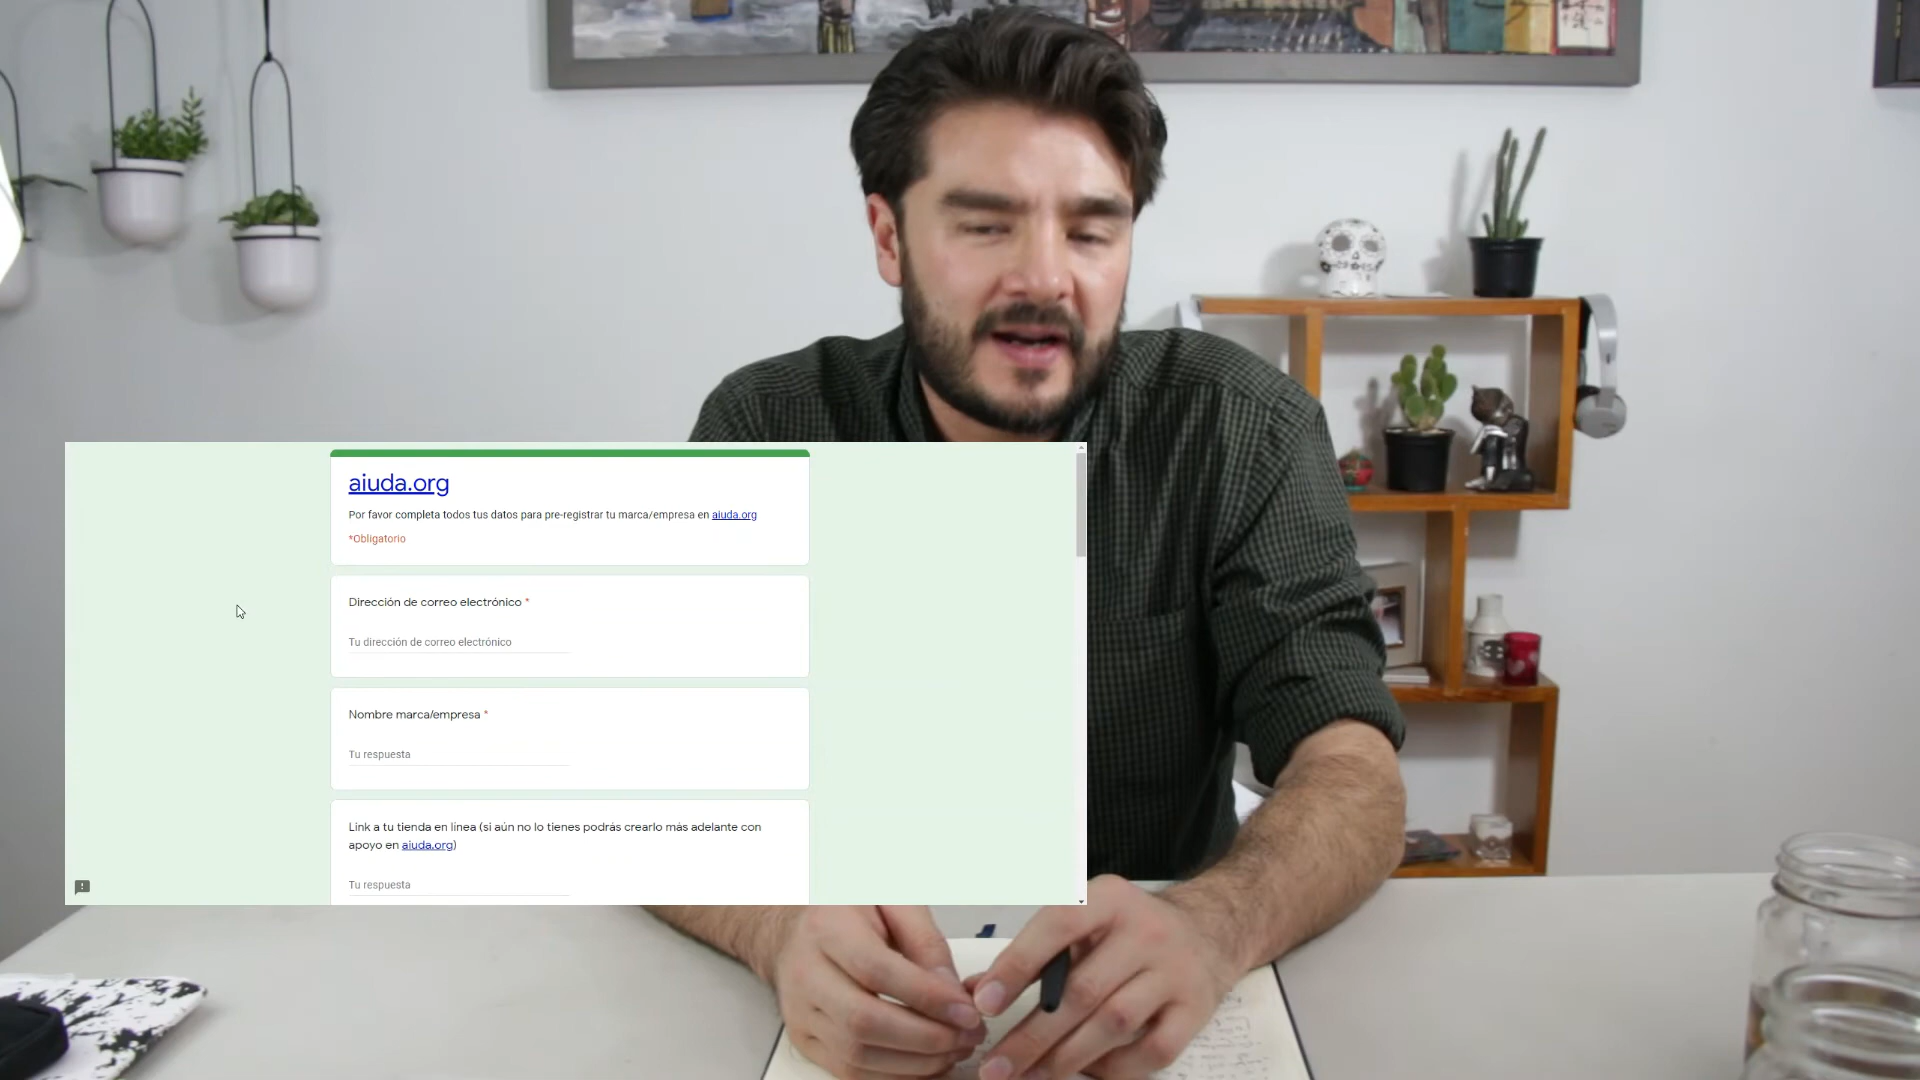 aiuda.org
Por favor completa todos tus datos para pre-registrar tu marca/empresa en aiuda.org
*Obligatorio
Dirección de correo electrónico *
Tu dirección de correo electrónico
Nombre marca/empresa *
Tu respuesta
Link a tu tienda en línea (si aún no lo tienes podrás crearlo más adelante con
apoyo en aiuda.org)
Tu respuesta